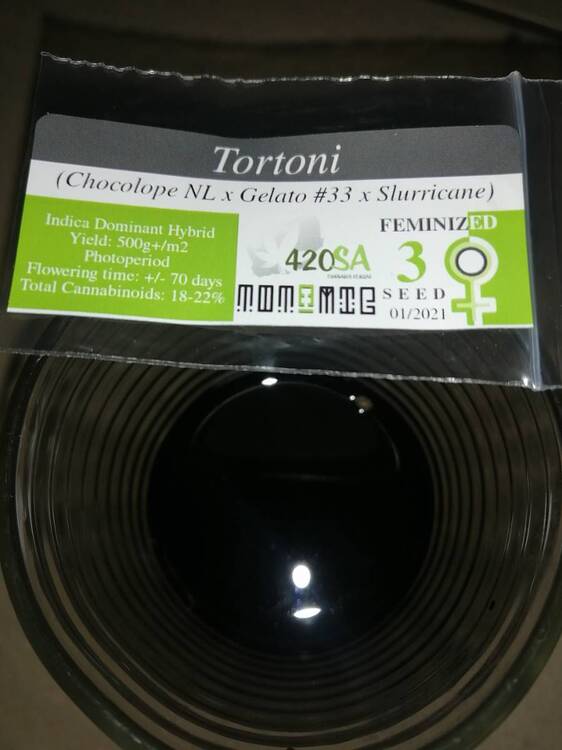 Tortoni
(Chocolope NL x Gelato #33 x Slurricane)
Indica Dominant Hybrid
Yield: 500g+/m2
Photoperiod
Flowering time: +/- 70 days
Total Cannabinoids: 18-22%
420SA
FEMINIZED
3
SEED
01/2021